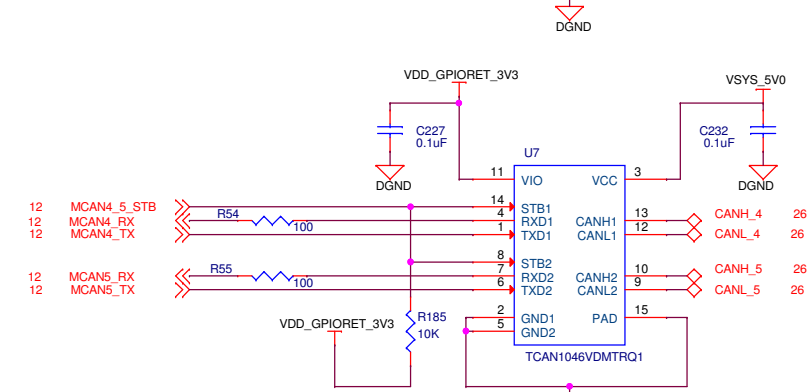 DGND
VDD_GPIORET_3V3
VSYS_5V0
C227
0.1uF
C232
0.1uF
DGND
DGND
U7
11 VIO VCC 3
12 MCAN4_5_STB 14 STB1
12 MCAN4_RX R54 100 4 RXD1 CANH1 13 CANH_4 26
12 MCAN4_TX 1 TXD1 CANL1 12 CANL_4 26
8 STB2
12 MCAN5_RX R55 100 7 RXD2 CANH2 10 CANH_5 26
12 MCAN5_TX 6 TXD2 CANL2 9 CANL_5 26
2 GND1 PAD 15
5 GND2
VDD_GPIORET_3V3
R185
10K
TCAN1046VDMTRQ1